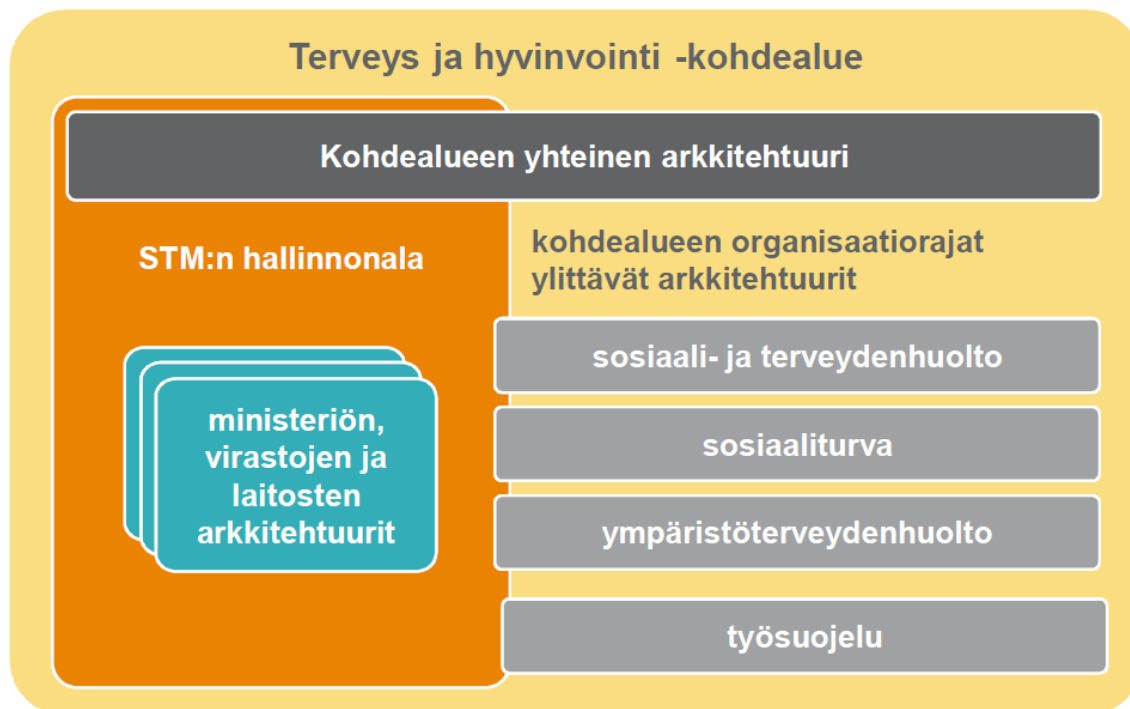 Terveys ja hyvinvointi -kohdealue
Kohdealueen yhteinen arkkitehtuuri
STM:n hallinnonala
kohdealueen organisaatiorajat
ylittävät arkkitehtuurit
ministeriön,
virastojen ja
laitosten
arkkitehtuurit
sosiaali- ja terveydenhuolto
sosiaaliturva
ympäristöterveydenhuolto
työsuojelu